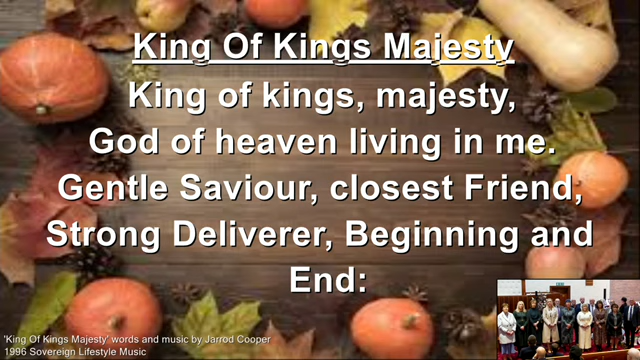 King Of Kings Majesty
King of kings, majesty,
God of heaven living in me.
Gentle Saviour, closest Friend,
Strong Deliverer, Beginning and
End:
'King Of Kings Majesty' words and music by Jarrod Cooper
1996 Sovereign Lifestyle Music